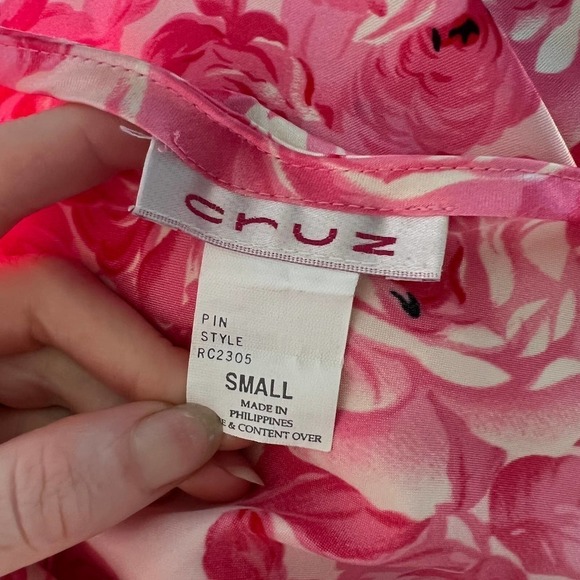 cruz
PIN
STYLE
RC2305
SMALL
MADE IN
PHILIPPINES
& CONTENT OVER